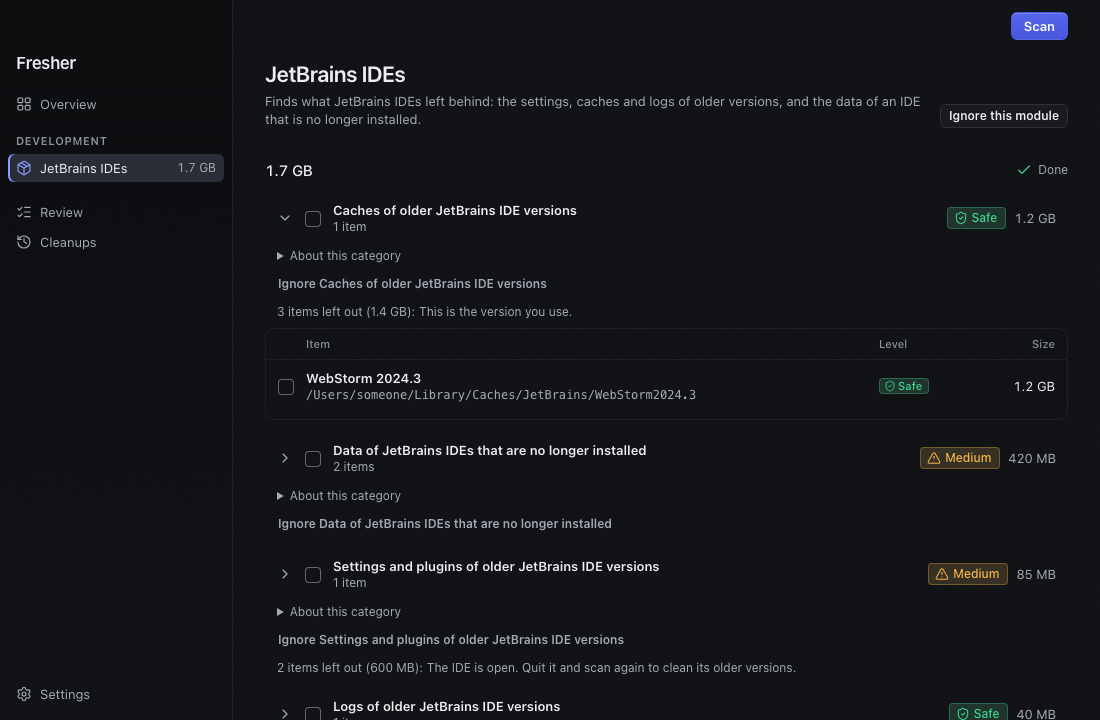 Scan
Fresher
Overview
DEVELOPMENT
JetBrains IDEs 1.7 GB
Review
Cleanups
Settings
JetBrains IDEs
Finds what JetBrains IDEs left behind: the settings, caches and logs of older versions, and the data of an IDE
that is no longer installed.
Ignore this module
1.7 GB
Done
Caches of older JetBrains IDE versions
1 item
Safe 1.2 GB
About this category
Ignore Caches of older JetBrains IDE versions
3 items left out (1.4 GB): This is the version you use.
Item Level Size
WebStorm 2024.3
/Users/someone/Library/Caches/JetBrains/WebStorm2024.3
Safe 1.2 GB
Data of JetBrains IDEs that are no longer installed
2 items
Medium 420 MB
About this category
Ignore Data of JetBrains IDEs that are no longer installed
Settings and plugins of older JetBrains IDE versions
1 item
Medium 85 MB
About this category
Ignore Settings and plugins of older JetBrains IDE versions
2 items left out (600 MB): The IDE is open. Quit it and scan again to clean its older versions.
Logs of older JetBrains IDE versions
Safe 40 MB